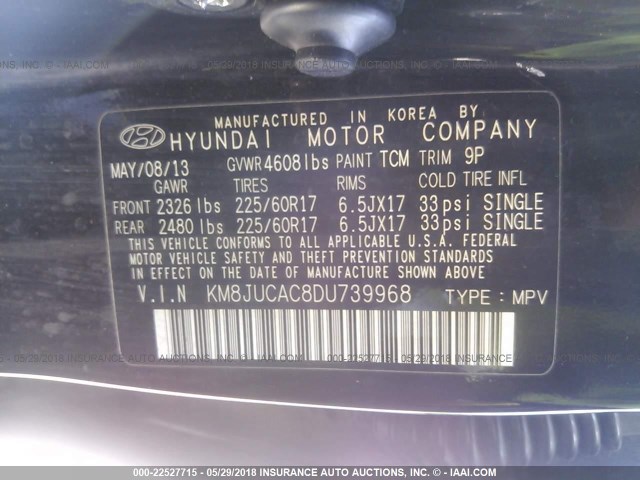 MANUFACTURED IN KOREA BY
HYUNDAI MOTOR COMPANY
MAY/08/13 GVWR 4608 lbs PAINT TCM TRIM 9P
GAWR TIRES RIMS COLD TIRE INFL
FRONT 2326 lbs 225/60R17 6.5JX17 33psi SINGLE
REAR 2480 lbs 225/60R17 6.5JX17 33psi SINGLE
THIS VEHICLE CONFORMS TO ALL APPLICABLE U.S.A. FEDERAL
MOTOR VEHICLE SAFETY AND THEFT PREVENTION STANDARDS
IN EFFECT ON THE DATE OF MANUFACTURE SHOWN ABOVE.
V.I.N KM8JUCAC8DU739968 TYPE : MPV
000-22527715 - 05/29/2018 INSURANCE AUTO AUCTIONS, INC. © - IAAI.COM